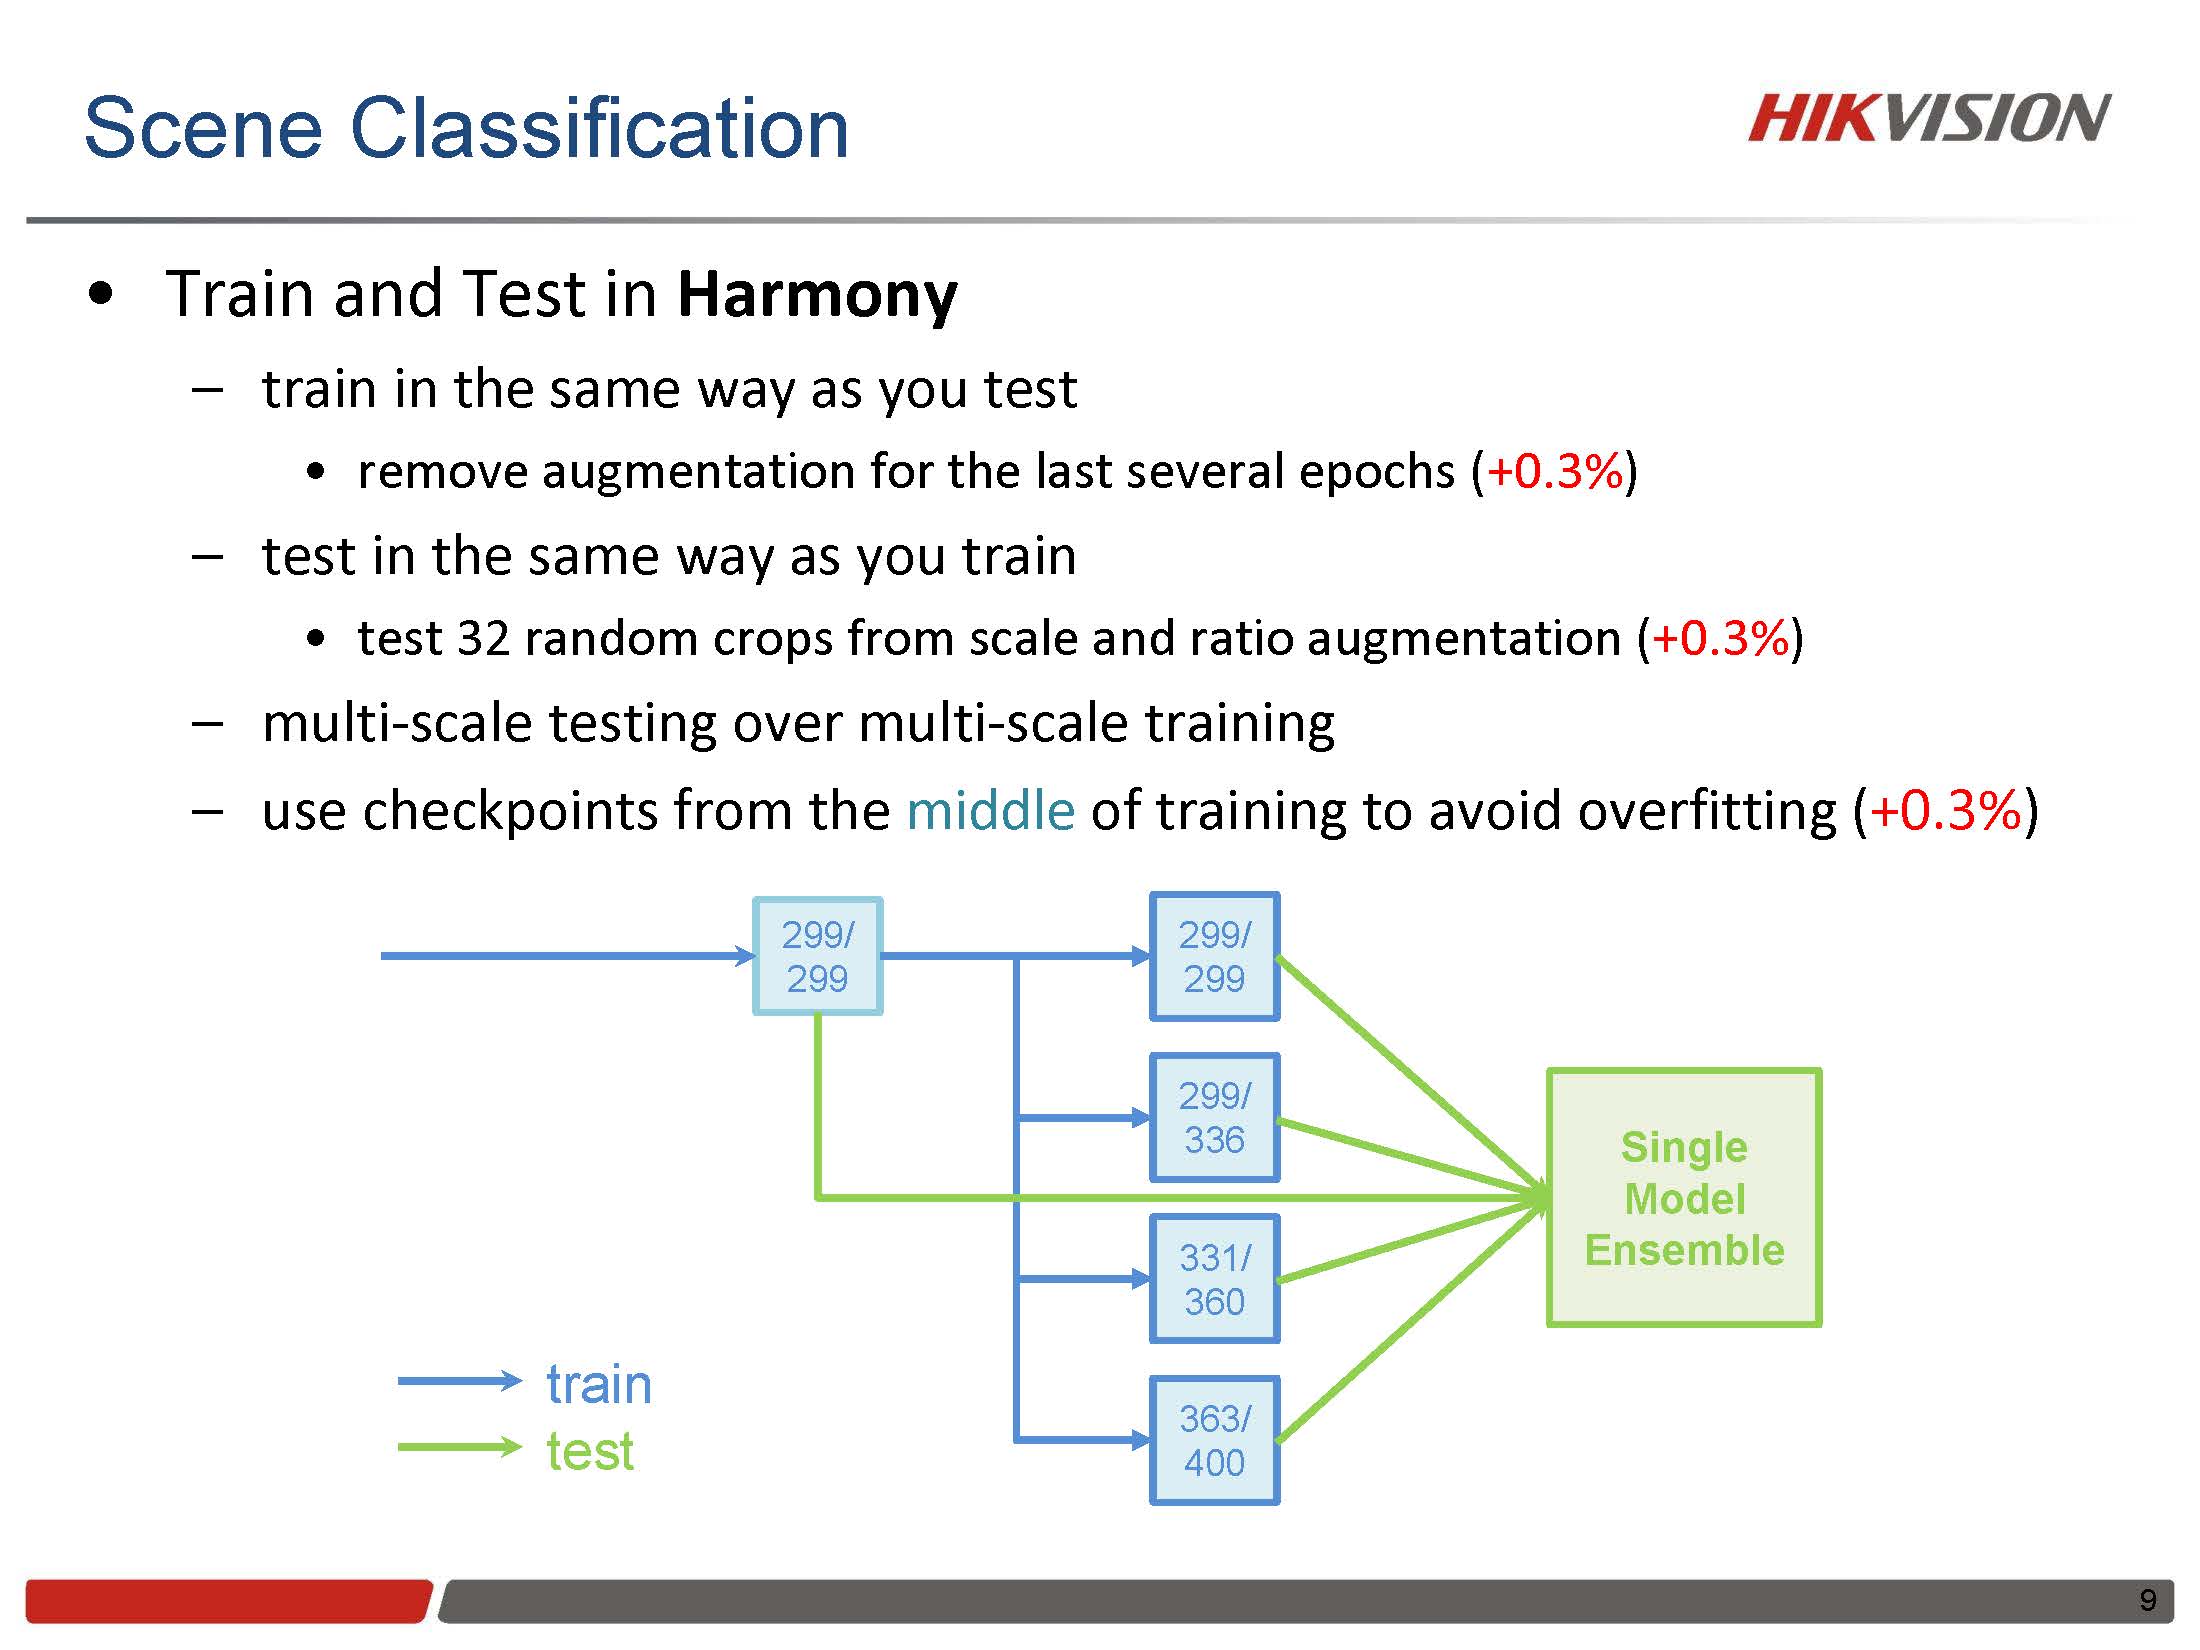 Scene Classification
HIKVISION
• Train and Test in Harmony
– train in the same way as you test
• remove augmentation for the last several epochs (+0.3%)
– test in the same way as you train
• test 32 random crops from scale and ratio augmentation (+0.3%)
– multi-scale testing over multi-scale training
– use checkpoints from the middle of training to avoid overfitting (+0.3%)
299/
299
299/
299
299/
336
331/
360
363/
400
Single
Model
Ensemble
train
test
9